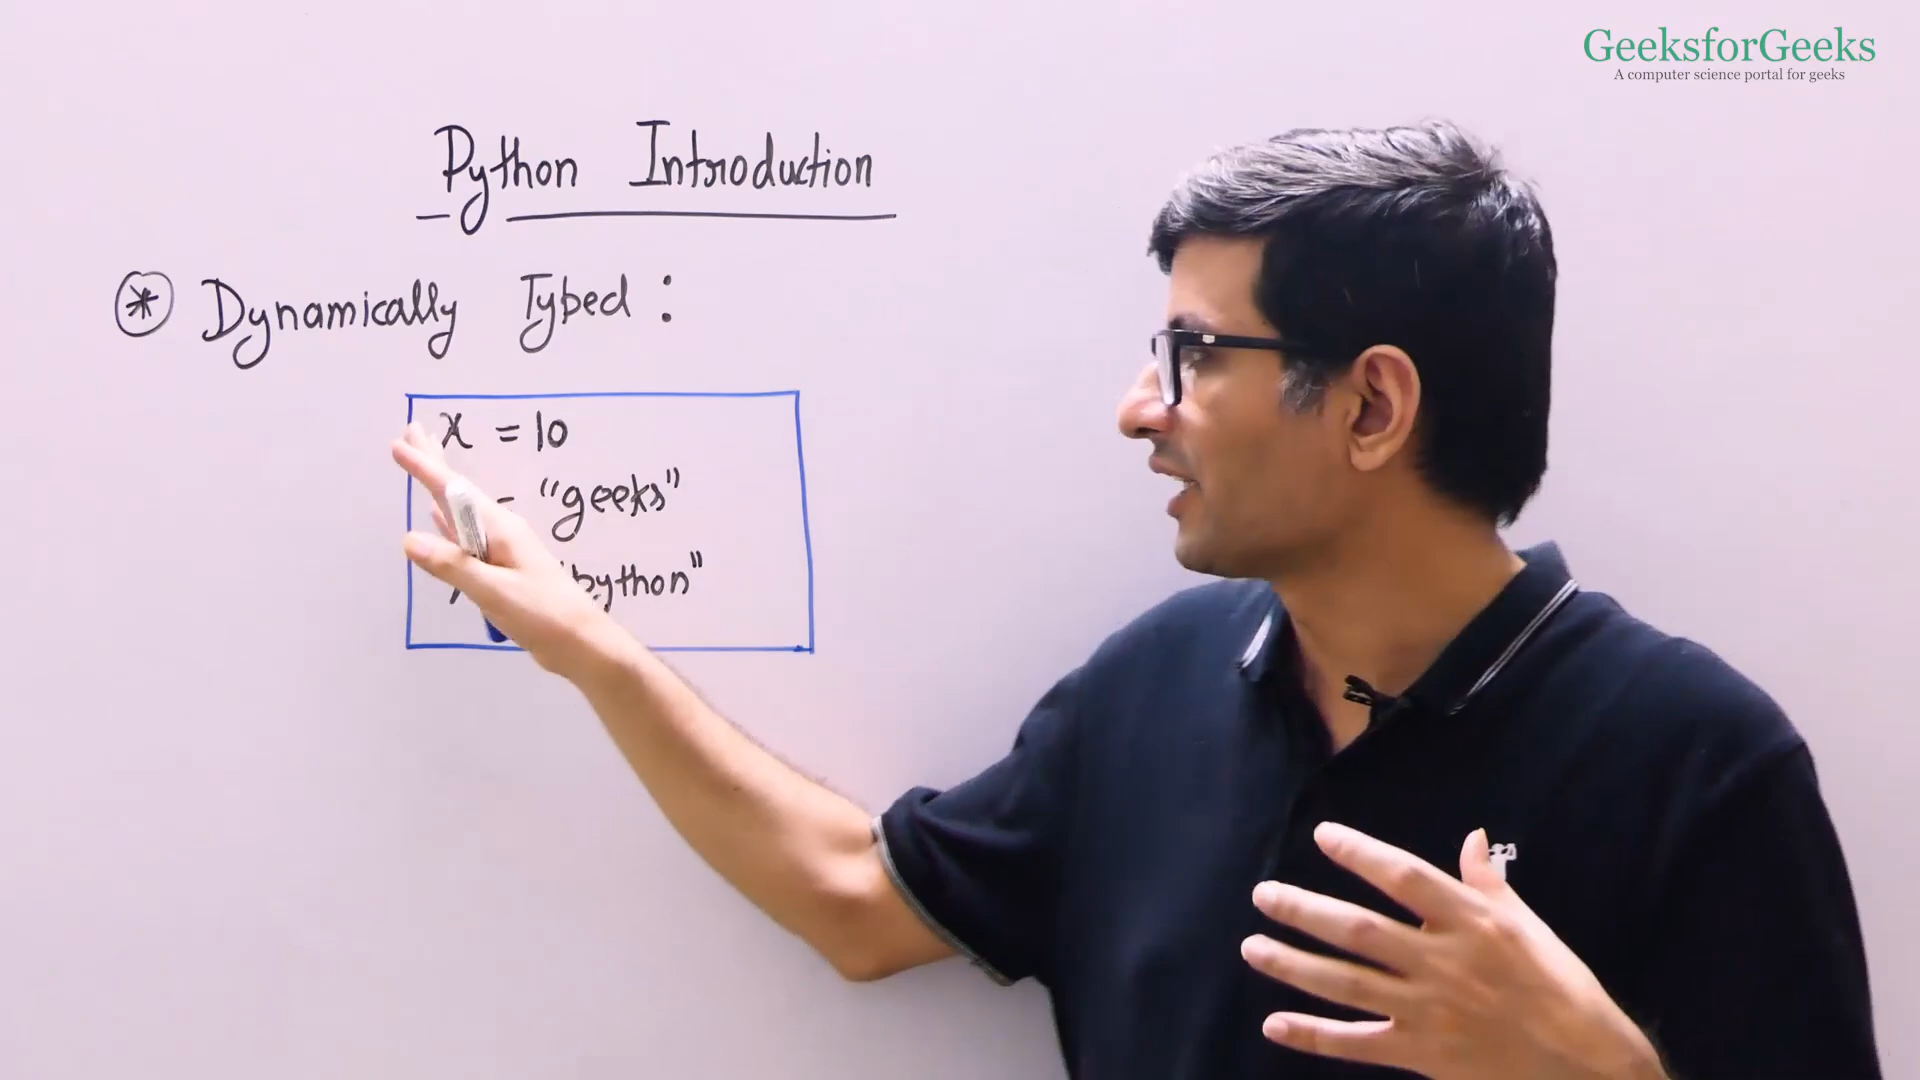 GeeksforGeeks
A computer science portal for geeks
Python Introduction
* Dynamically Typed :
x = 10
= "geeks"
"python"